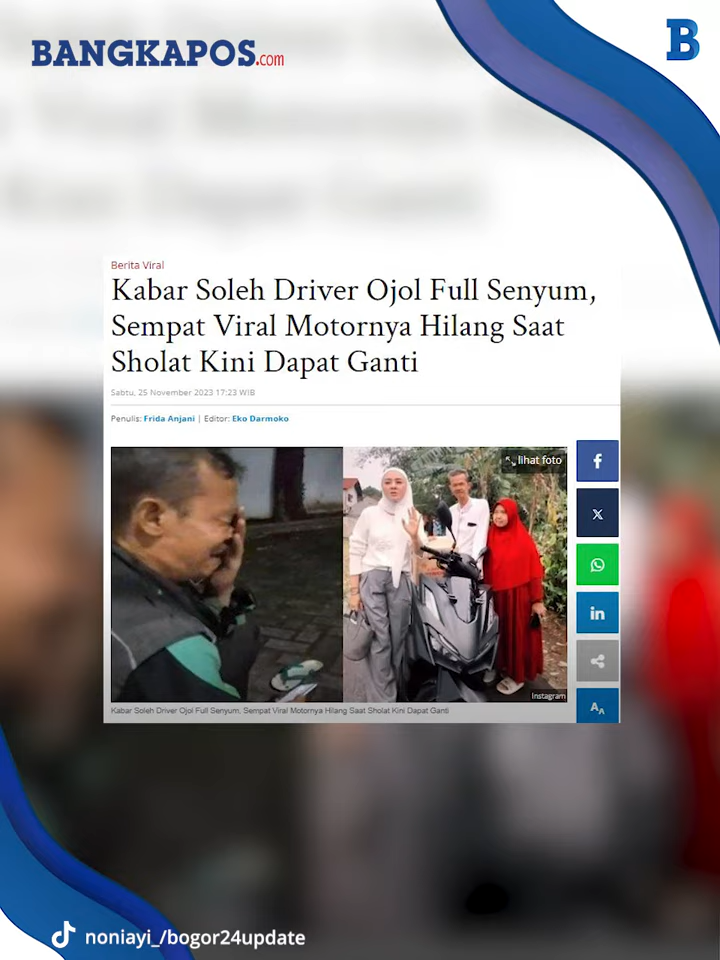 BANGKAPOS.com
B
Berita Viral
Kabar Soleh Driver Ojol Full Senyum,
Sempat Viral Motornya Hilang Saat
Sholat Kini Dapat Ganti
Sabtu, 25 November 2023 17:23 WIB
Penulis: Frida Anjani | Editor: Eko Darmoko
lihat foto
Instagram
Kabar Soleh Driver Ojol Full Senyum, Sempat Viral Motornya Hilang Saat Sholat Kini Dapat Ganti
AA
noniayi_/bogor24update